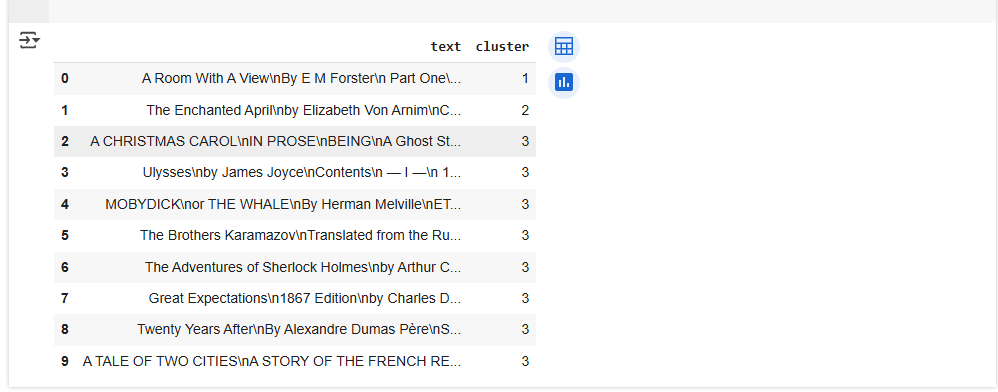 text cluster
0 A Room With A View\nBy E M Forster\n Part One\... 1
1 The Enchanted April\nby Elizabeth Von Arnim\nC... 2
2 A CHRISTMAS CAROL\nIN PROSE\nBEING\nA Ghost St... 3
3 Ulysses\nby James Joyce\nContents\n — I —\n 1... 3
4 MOBYDICK\nor THE WHALE\nBy Herman Melville\nET... 3
5 The Brothers Karamazov\nTranslated from the Ru... 3
6 The Adventures of Sherlock Holmes\nby Arthur C... 3
7 Great Expectations\n1867 Edition\nby Charles D... 3
8 Twenty Years After\nBy Alexandre Dumas Père\nS... 3
9 A TALE OF TWO CITIES\nA STORY OF THE FRENCH RE... 3